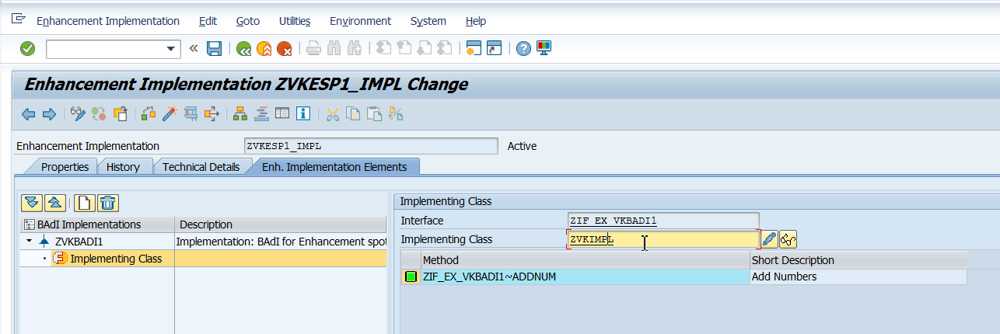 Enhancement Implementation Edit Goto Utilities Environment System Help
Enhancement Implementation ZVKESP1_IMPL Change
Enhancement Implementation ZVKESP1_IMPL Active
Properties History Technical Details Enh. Implementation Elements
Implementing Class
BAdI Implementations Description
Interface ZIF_EX_VKBADI1
ZVKBADI1 Implementation: BAdI for Enhancement spot
Implementing Class ZVKIMPL
Implementing Class
Method Short Description
ZIF_EX_VKBADI1~ADDNUM Add Numbers